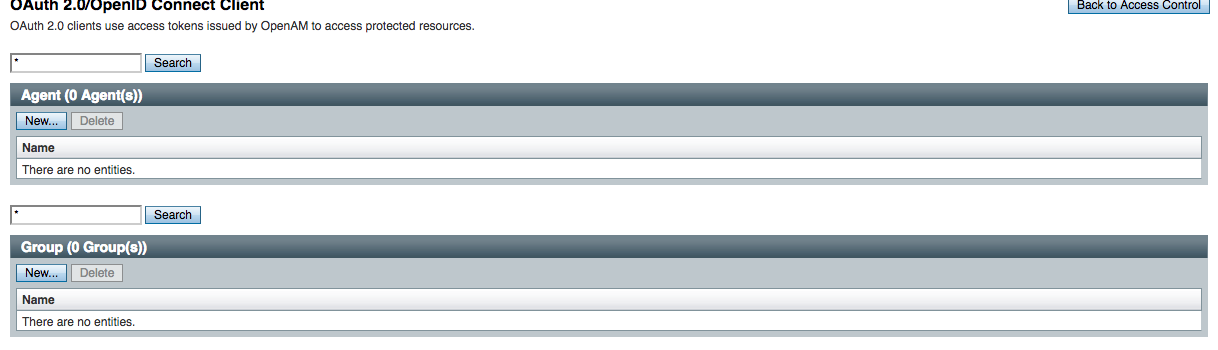 OAuth 2.0/OpenID Connect Client
Back to Access Control
OAuth 2.0 clients use access tokens issued by OpenAM to access protected resources.
* Search
Agent (0 Agent(s))
New... Delete
Name
There are no entities.
* Search
Group (0 Group(s))
New... Delete
Name
There are no entities.